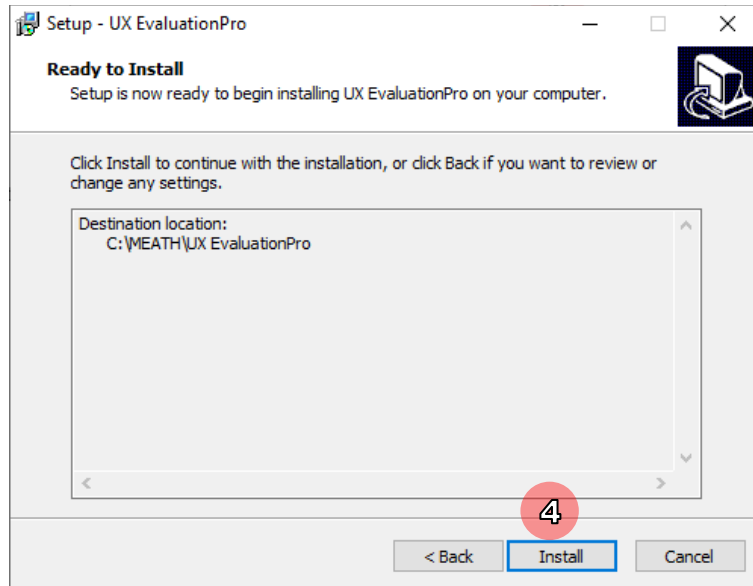 Setup - UX EvaluationPro
Ready to Install
Setup is now ready to begin installing UX EvaluationPro on your computer.
Click Install to continue with the installation, or click Back if you want to review or
change any settings.
Destination location:
C:\MEATH\UX EvaluationPro
4
< Back
Install
Cancel